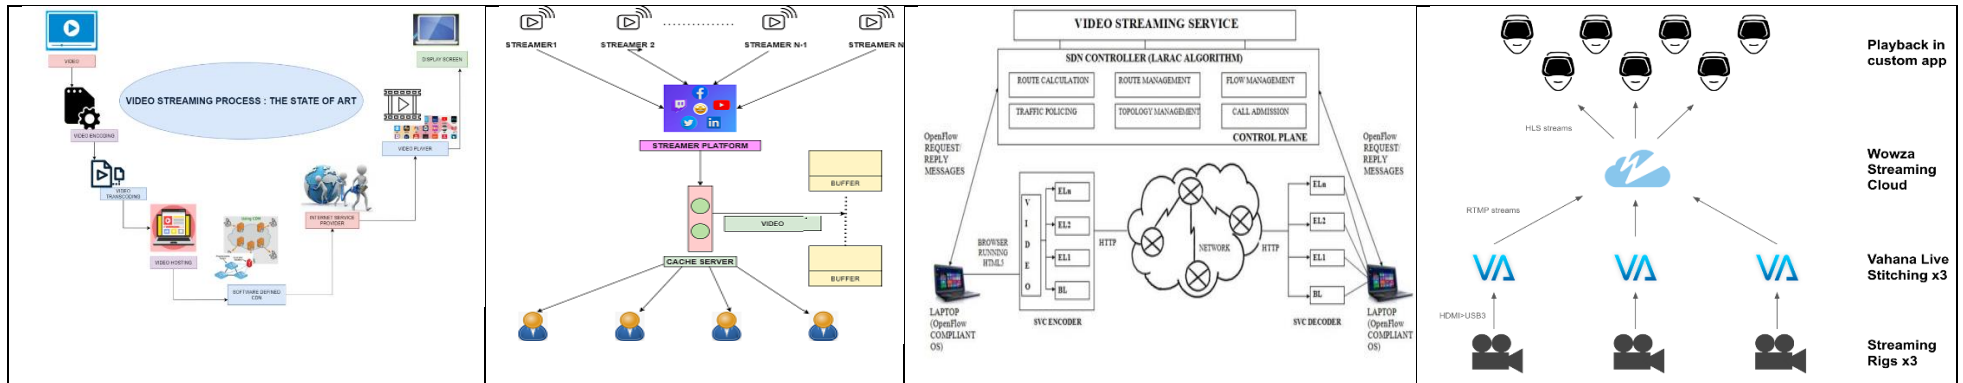 VIDEO
VIDEO STREAMING PROCESS : THE STATE OF ART
DISPLAY SCREEN
VIDEO ENCODING
VIDEO PLAYER
VIDEO
TRANSCODING
VIDEO HOSTING
INTERNET SERVICE
PROVIDER
SOFTWARE DEFINED
CDN
STREAMER1
STREAMER 2
STREAMER N-1
STREAMER N
STREAMER PLATFORM
BUFFER
VIDEO
CACHE SERVER
BUFFER
VIDEO STREAMING SERVICE
SDN CONTROLLER (LARAC ALGORITHM)
ROUTE CALCULATION
ROUTE MANAGEMENT
FLOW MANAGEMENT
TRAFFIC POLICING
TOPOLOGY MANAGEMENT
CALL ADMISSION
CONTROL PLANE
OpenFlow
REQUEST/
REPLY
MESSAGES
OpenFlow
REQUEST/
REPLY
MESSAGES
VIDEO
ELn
EL2
EL1
BL
BROWSER
RUNNING
HTML5
HTTP
NETWORK
HTTP
ELn
EL2
EL1
BL
LAPTOP
(OpenFlow
COMPLIANT
OS)
SVC ENCODER
SVC DECODER
LAPTOP
(OpenFlow
COMPLIANT
OS)
Playback in
custom app
HLS streams
Wowza
Streaming
Cloud
RTMP streams
Vahana Live
Stitching x3
HDMI>USB3
Streaming
Rigs x3